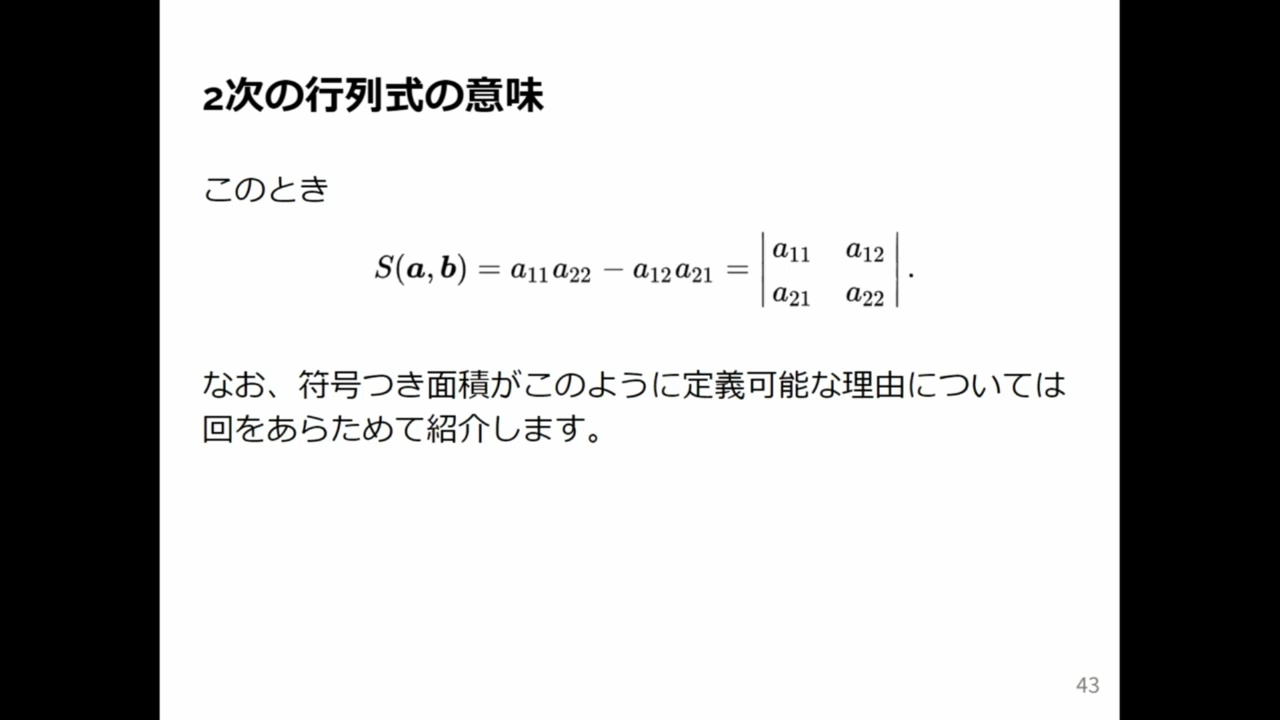 2次の行列式の意味
このとき
S(a, b) = a₁₁a₂₂ − a₁₂a₂₁ = | a₁₁ a₁₂ |
| a₂₁ a₂₂ | .
なお、符号つき面積がこのように定義可能な理由については
回をあらためて紹介します。
43